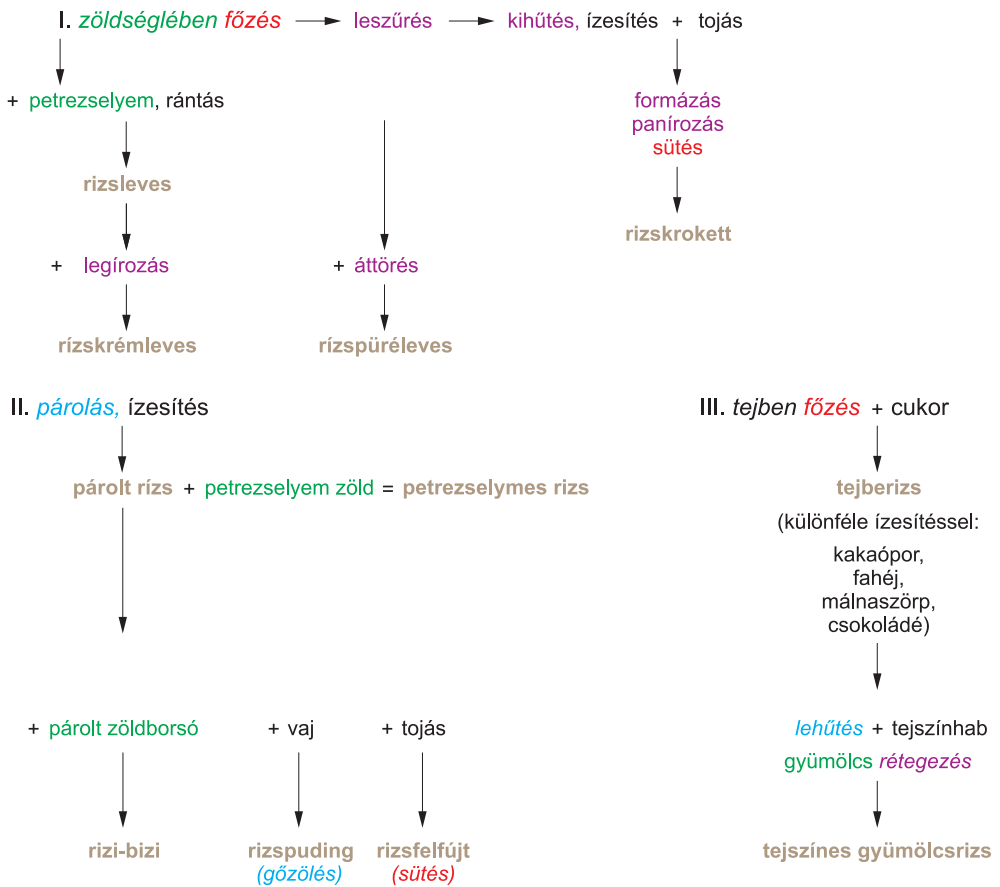 I. zöldséglében főzés leszűrés kihűtés, ízesítés + tojás
+ petrezselyem, rántás
formázás
panírozás
sütés
rizsleves
rizskrokett
+ legírozás
+ áttörés
rízskrémleves
rízspüréleves
II. párolás, ízesítés
III. tejben főzés + cukor
párolt rízs + petrezselyem zöld = petrezselymes rizs
tejberizs
(különféle ízesítéssel:
kakaópor,
fahéj,
málnaszörp,
csokoládé)
+ párolt zöldborsó
+ vaj
+ tojás
lehűtés + tejszínhab
gyümölcs rétegezés
rizi-bizi
rizspuding
(gőzölés)
rizsfelfújt
(sütés)
tejszínes gyümölcsrizs